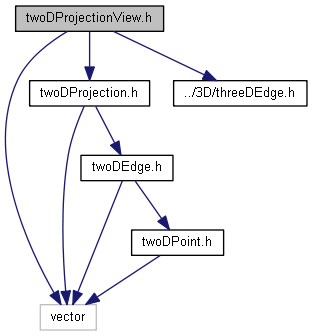 twoDProjectionView.h
twoDProjection.h
../3D/threeDEdge.h
twoDEdge.h
twoDPoint.h
vector